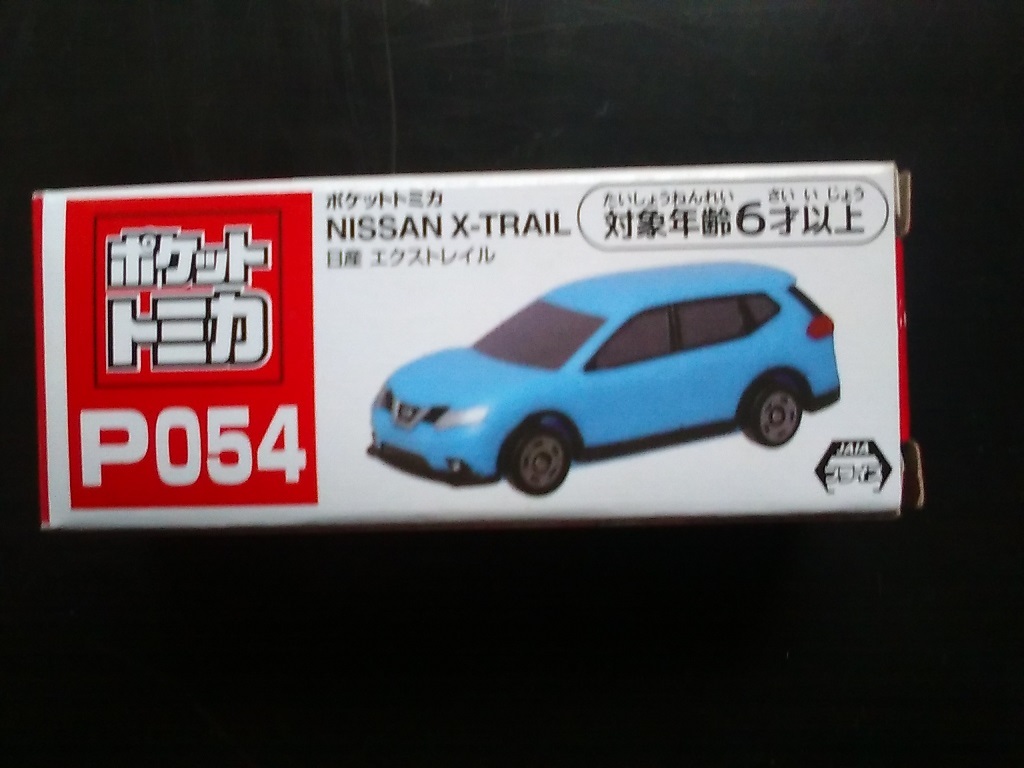 ポケット
トミカ
P054
ポケットトミカ
NISSAN X-TRAIL
日産 エクストレイル
たいしょうねんれい さい い じょう
対象年齢6才以上
JAIA